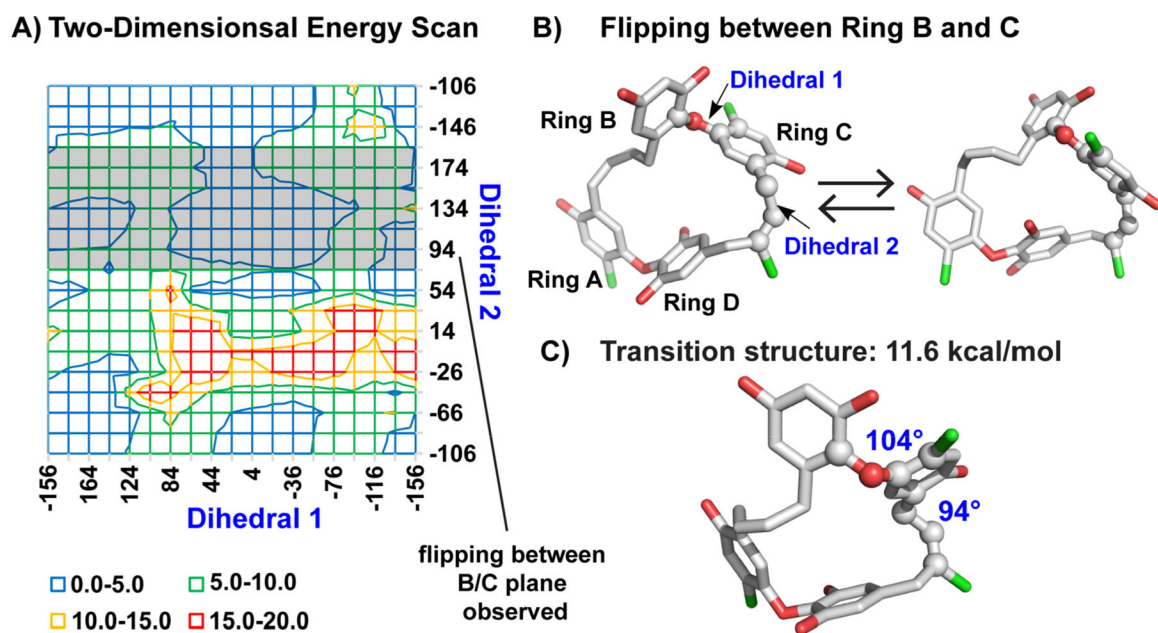 A) Two-Dimensionsal Energy Scan
-106
-146
174
134
94
54
14
-26
-66
-106
Dihedral 2
-156
164
124
84
44
4
-36
-76
-116
-156
Dihedral 1
0.0-5.0
5.0-10.0
10.0-15.0
15.0-20.0
flipping between
B/C plane
observed
B) Flipping between Ring B and C
Dihedral 1
Ring B
Ring C
Dihedral 2
Ring A
Ring D
C) Transition structure: 11.6 kcal/mol
104°
94°